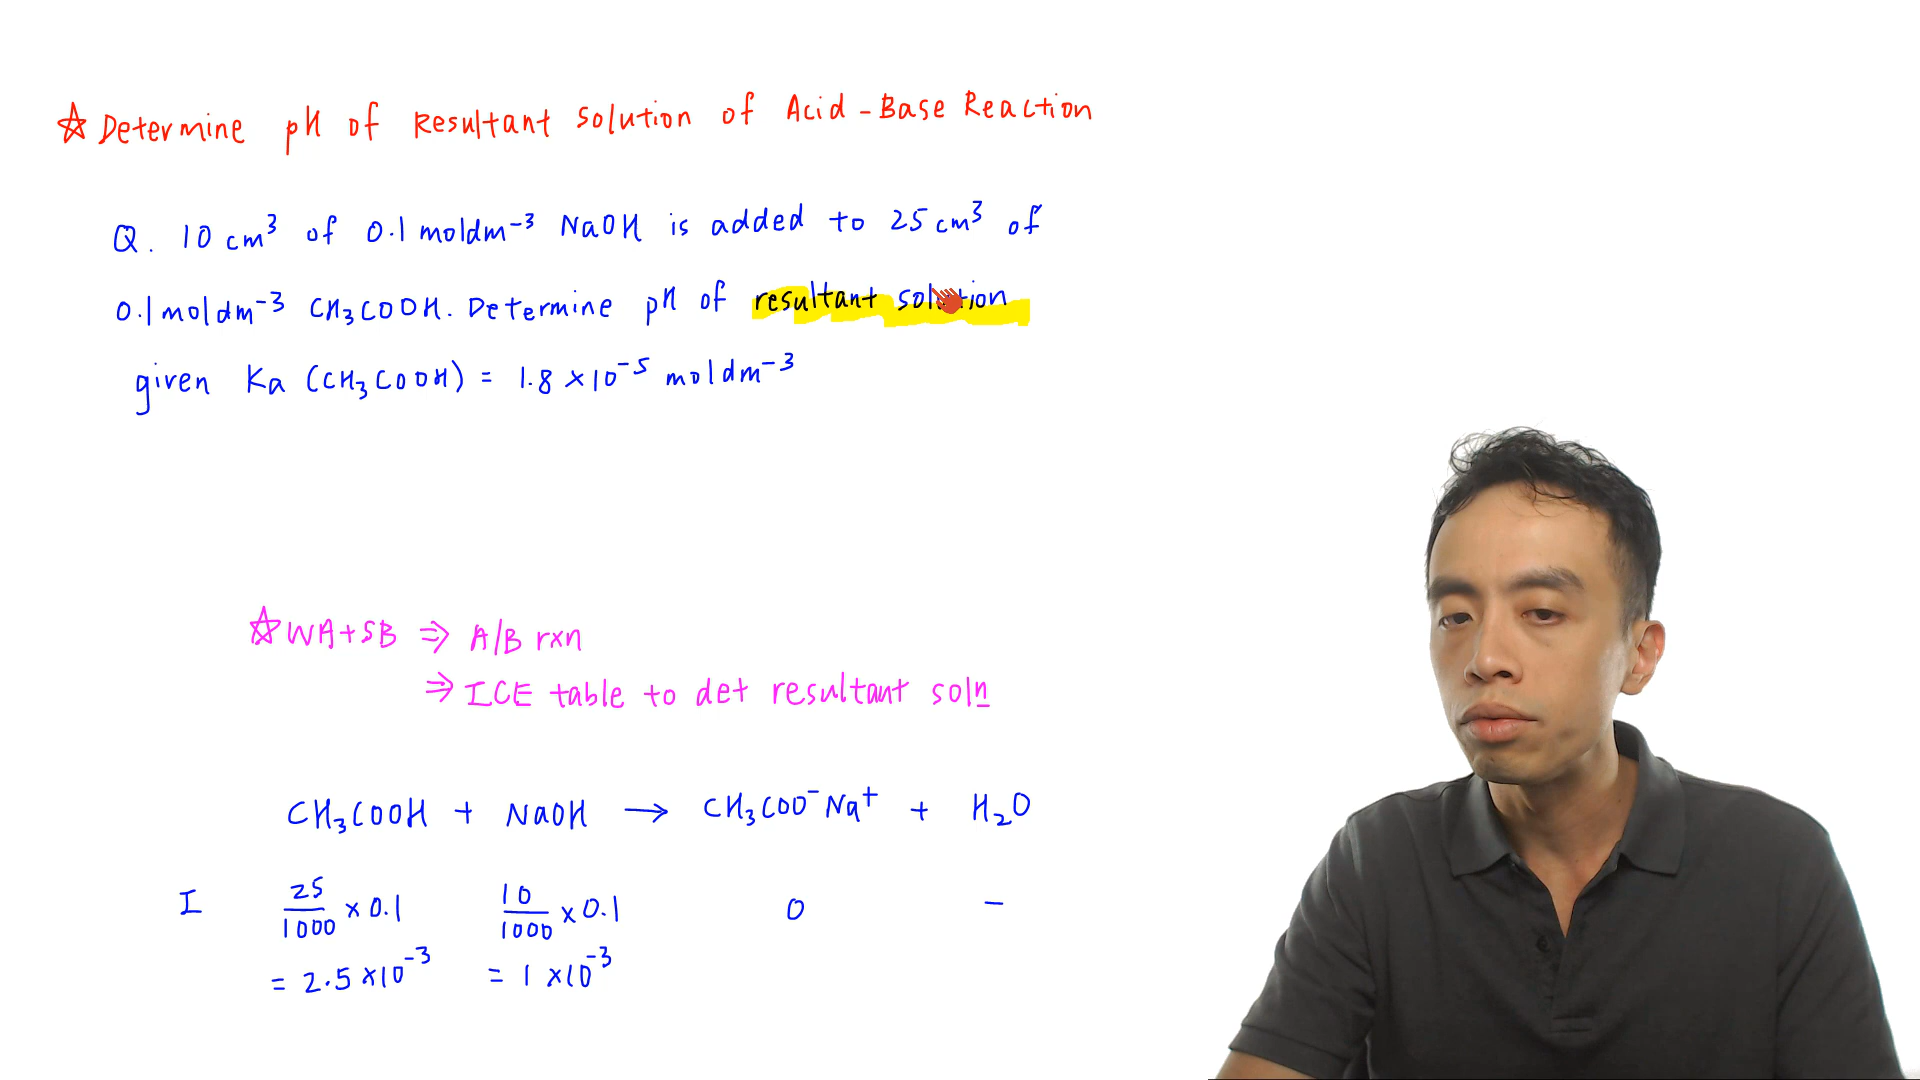 ☆ Determine pH of Resultant Solution of Acid-Base Reaction
Q. 10 cm³ of 0.1 moldm⁻³ NaOH is added to 25 cm³ of
0.1 moldm⁻³ CH₃COOH. Determine pH of resultant solution
given Ka (CH₃COOH) = 1.8 × 10⁻⁵ moldm⁻³
☆ WA+SB ⇒ A/B rxn
⇒ ICE table to det resultant soln
CH₃COOH + NaOH → CH₃COO⁻Na⁺ + H₂O
I 25/1000 × 0.1 10/1000 × 0.1 0 –
= 2.5 × 10⁻³ = 1 × 10⁻³